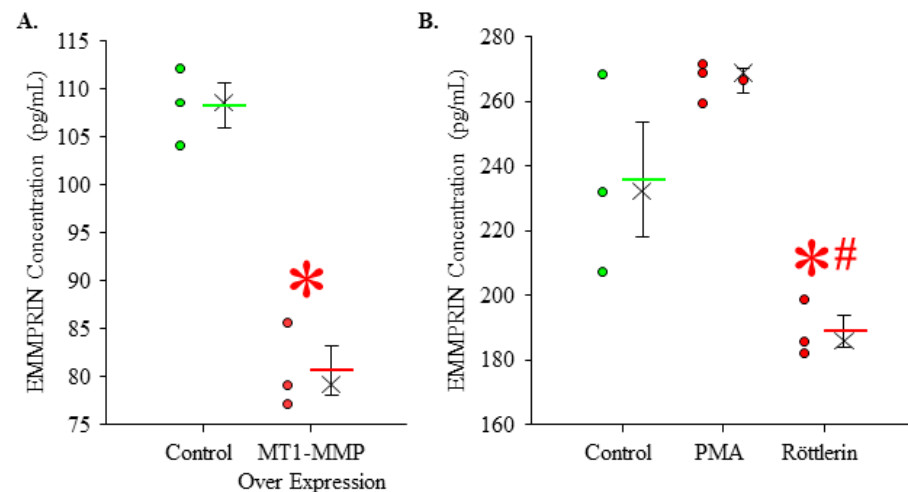 A.
EMMPRIN Concentration (pg/mL)
115
110
105
100
95
90
85
80
75
*
Control
MT1-MMP
Over Expression
B.
EMMPRIN Concentration (pg/mL)
280
260
240
220
200
180
160
*#
Control
PMA
Röttlerin